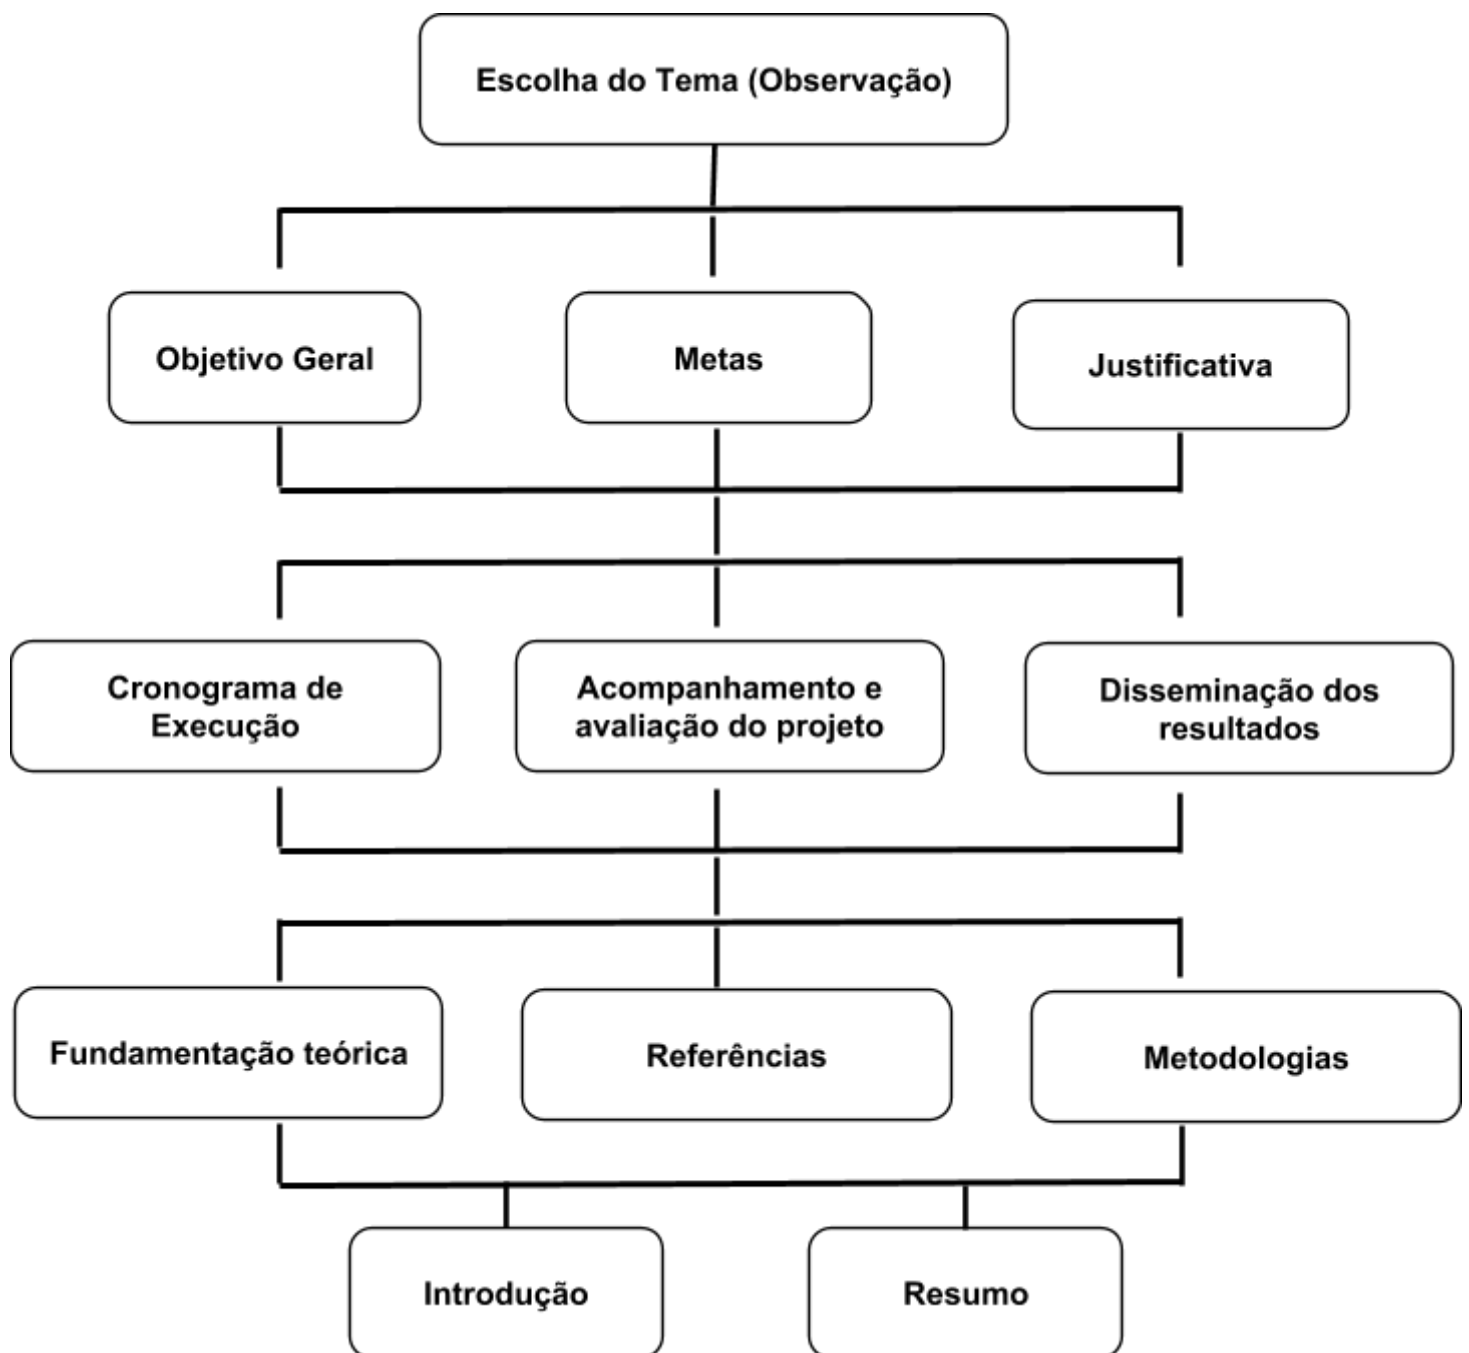 Escolha do Tema (Observação)
Objetivo Geral
Metas
Justificativa
Cronograma de
Execução
Acompanhamento e
avaliação do projeto
Disseminação dos
resultados
Fundamentação teórica
Referências
Metodologias
Introdução
Resumo